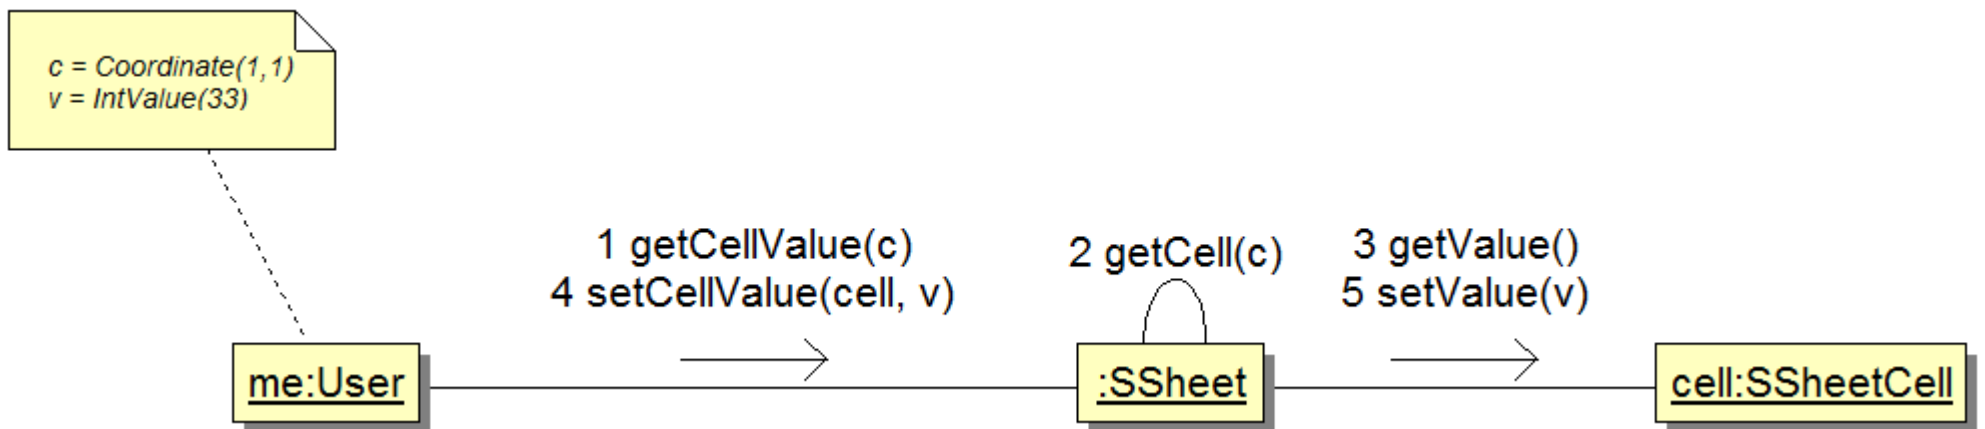 c = Coordinate(1,1)
v = IntValue(33)
1 getCellValue(c)
4 setCellValue(cell, v)
2 getCell(c)
3 getValue()
5 setValue(v)
me:User
:SSheet
cell:SSheetCell